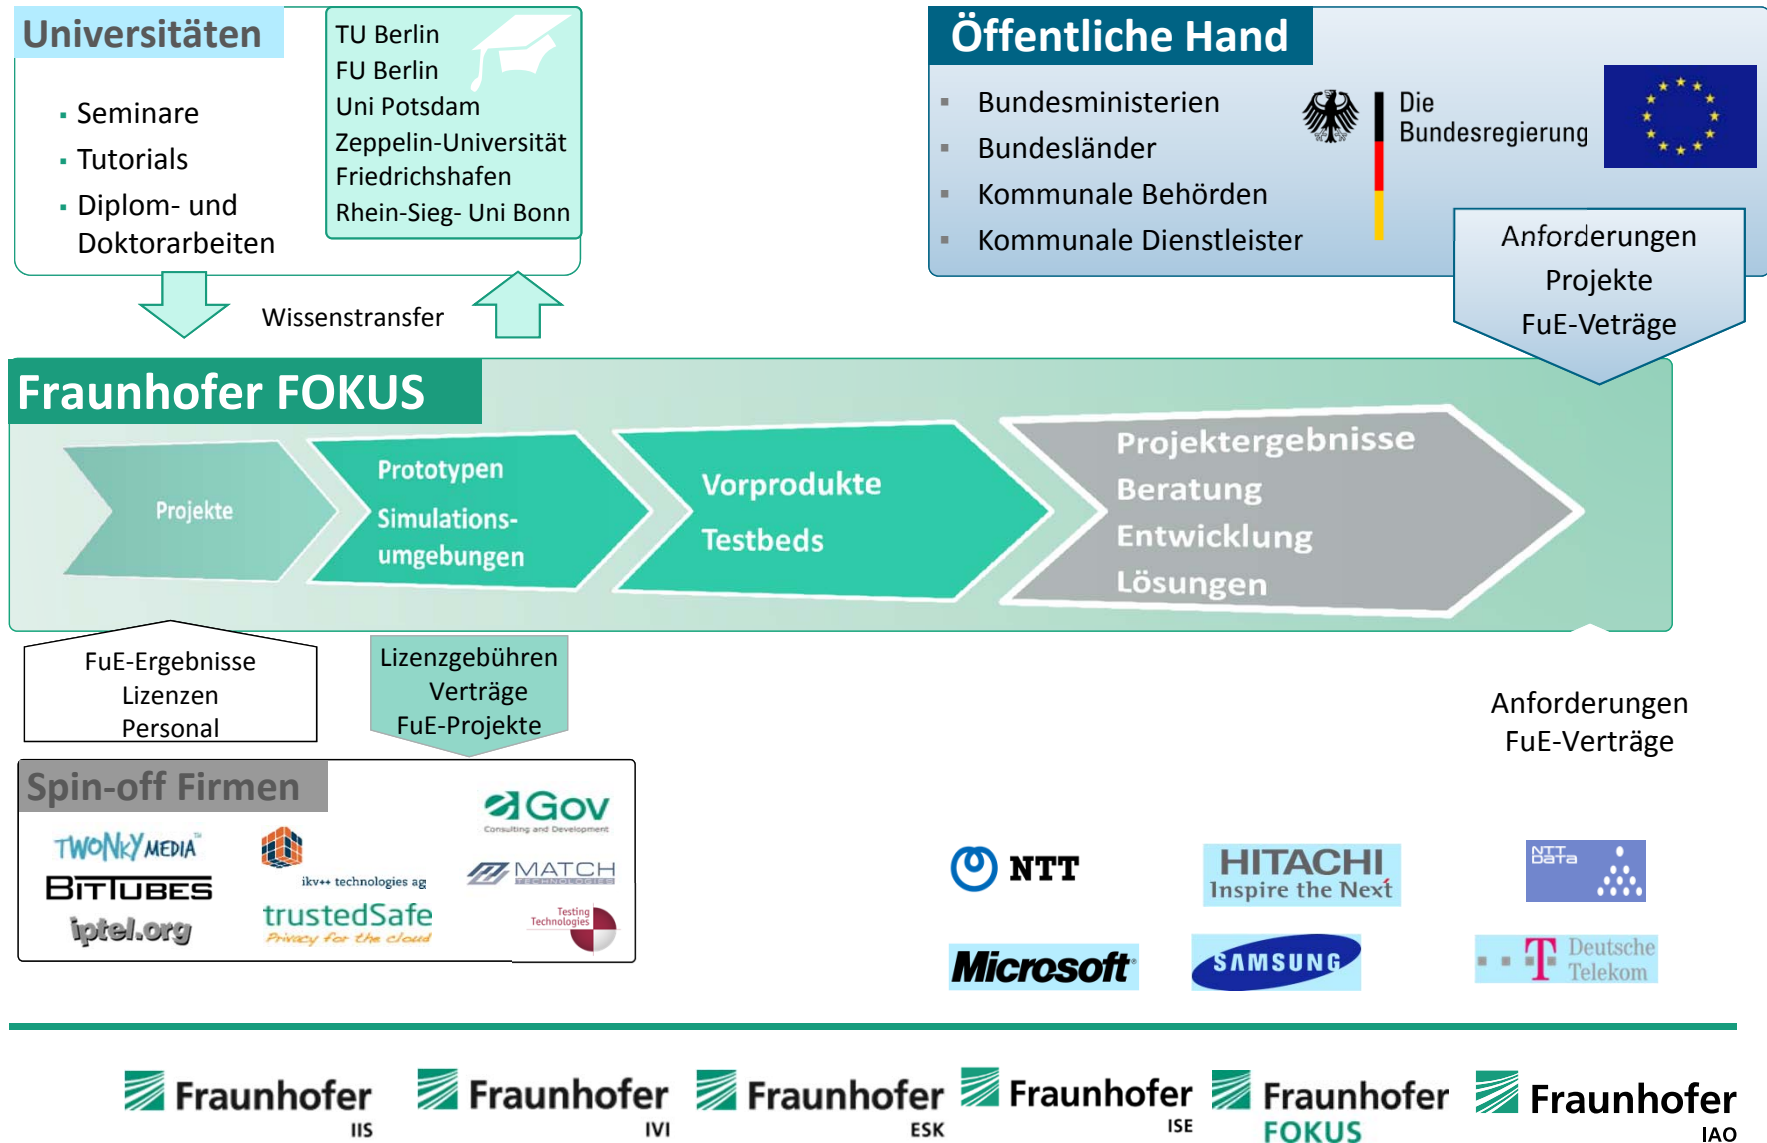 Universitäten
▪ Seminare
▪ Tutorials
▪ Diplom- und
Doktorarbeiten
TU Berlin
FU Berlin
Uni Potsdam
Zeppelin-Universität
Friedrichshafen
Rhein-Sieg- Uni Bonn
Öffentliche Hand
▪ Bundesministerien
▪ Bundesländer
▪ Kommunale Behörden
▪ Kommunale Dienstleister
Die
Bundesregierung
Anforderungen
Projekte
FuE-Veträge
Wissenstransfer
Fraunhofer FOKUS
Projekte
Prototypen
Simulations-
umgebungen
Vorprodukte
Testbeds
Projektergebnisse
Beratung
Entwicklung
Lösungen
FuE-Ergebnisse
Lizenzen
Personal
Lizenzgebühren
Verträge
FuE-Projekte
Anforderungen
FuE-Verträge
Spin-off Firmen
TWONKY MEDIA™
BITTUBES
iptel.org
ikv++ technologies ag
trustedSafe
Privacy for the cloud
Gov
Consulting and Development
MATCH
TECHNOLOGIES
Testing
Technologies
NTT
HITACHI
Inspire the Next
NTT
Data
Microsoft®
SAMSUNG
T
Deutsche
Telekom
Fraunhofer
IIS
Fraunhofer
IVI
Fraunhofer
ESK
Fraunhofer
ISE
Fraunhofer
FOKUS
Fraunhofer
IAO